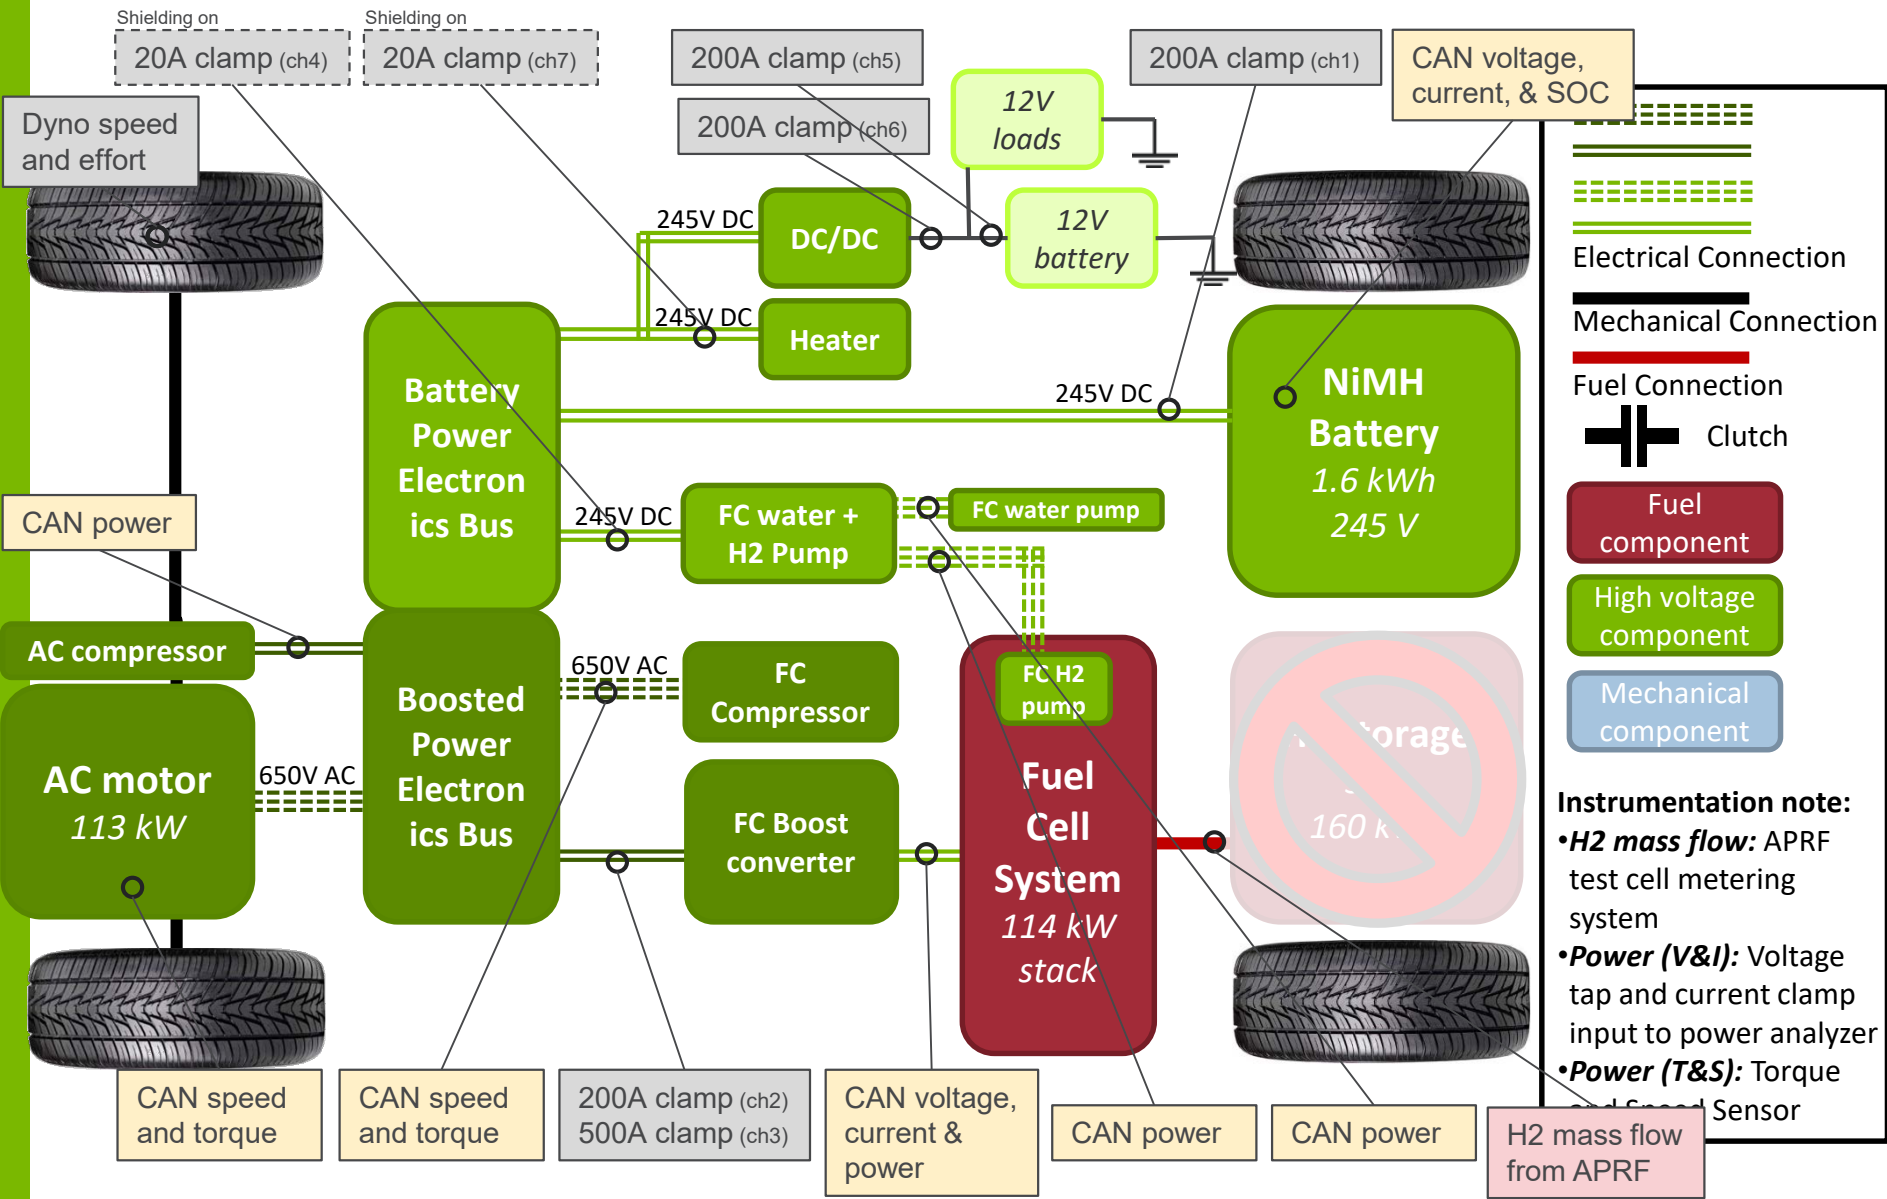 Shielding on
20A clamp (ch4)
Shielding on
20A clamp (ch7)
200A clamp (ch5)
200A clamp (ch6)
200A clamp (ch1)
CAN voltage,
current, & SOC
Dyno speed
and effort
12V
loads
12V
battery
245V DC
DC/DC
245V DC
Heater
Battery
Power
Electron
ics Bus
245V DC
NiMH
Battery
1.6 kWh
245 V
CAN power
245V DC
FC water +
H2 Pump
FC water pump
AC compressor
AC motor
113 kW
650V AC
Boosted
Power
Electron
ics Bus
650V AC
FC
Compressor
FC Boost
converter
FC H2
pump
Fuel
Cell
System
114 kW
stack
torage
160 k
Electrical Connection
Mechanical Connection
Fuel Connection
Clutch
Fuel
component
High voltage
component
Mechanical
component
Instrumentation note:
•H2 mass flow: APRF
test cell metering
system
•Power (V&I): Voltage
tap and current clamp
input to power analyzer
•Power (T&S): Torque
and Speed Sensor
CAN speed
and torque
CAN speed
and torque
200A clamp (ch2)
500A clamp (ch3)
CAN voltage,
current &
power
CAN power
CAN power
H2 mass flow
from APRF